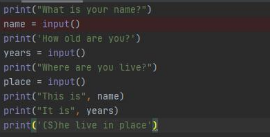 print("What is your name?")
name = input()
print('How old are you?')
years = input()
print("Where are you live?")
place = input()
print("This is", name)
print("It is", years)
print('(S)he live in place')